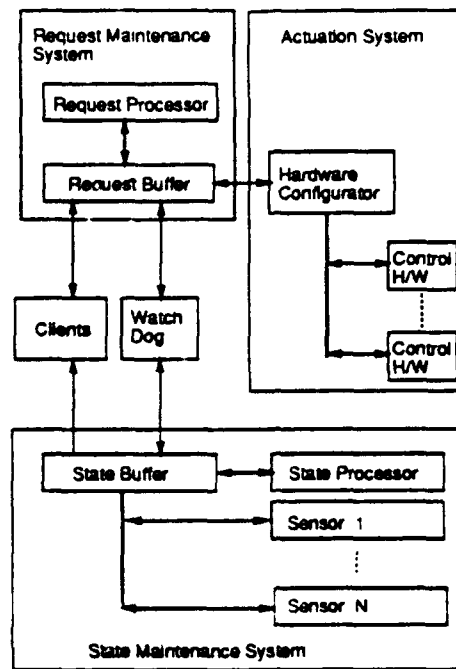 Request Maintenance
System
Request Processor
Request Buffer
Actuation System
Hardware
Configurator
Control
H/W
Control
H/W
Clients
Watch
Dog
State Buffer
State Processor
Sensor 1
Sensor N
State Maintenance System